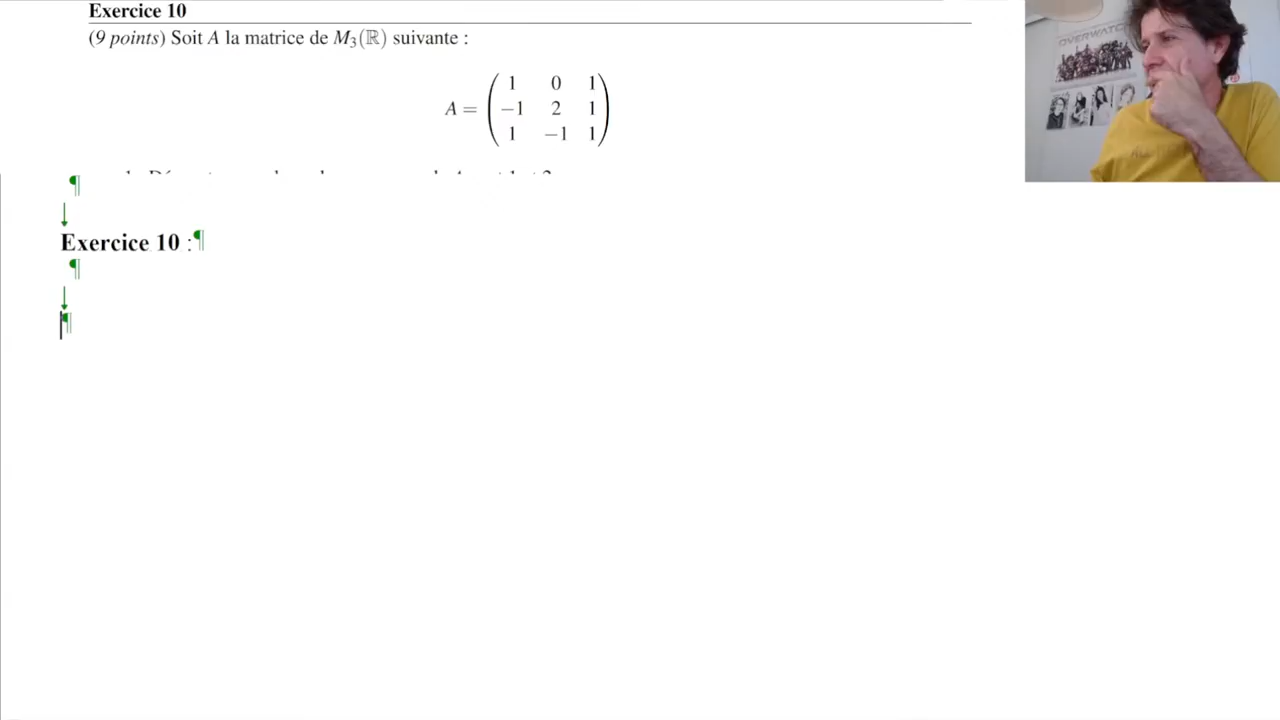 Exercice 10
(9 points) Soit A la matrice de M₃(ℝ) suivante :
A = ( 1 0 1
−1 2 1
1 −1 1 )
Exercice 10 :¶
OVERWATCH